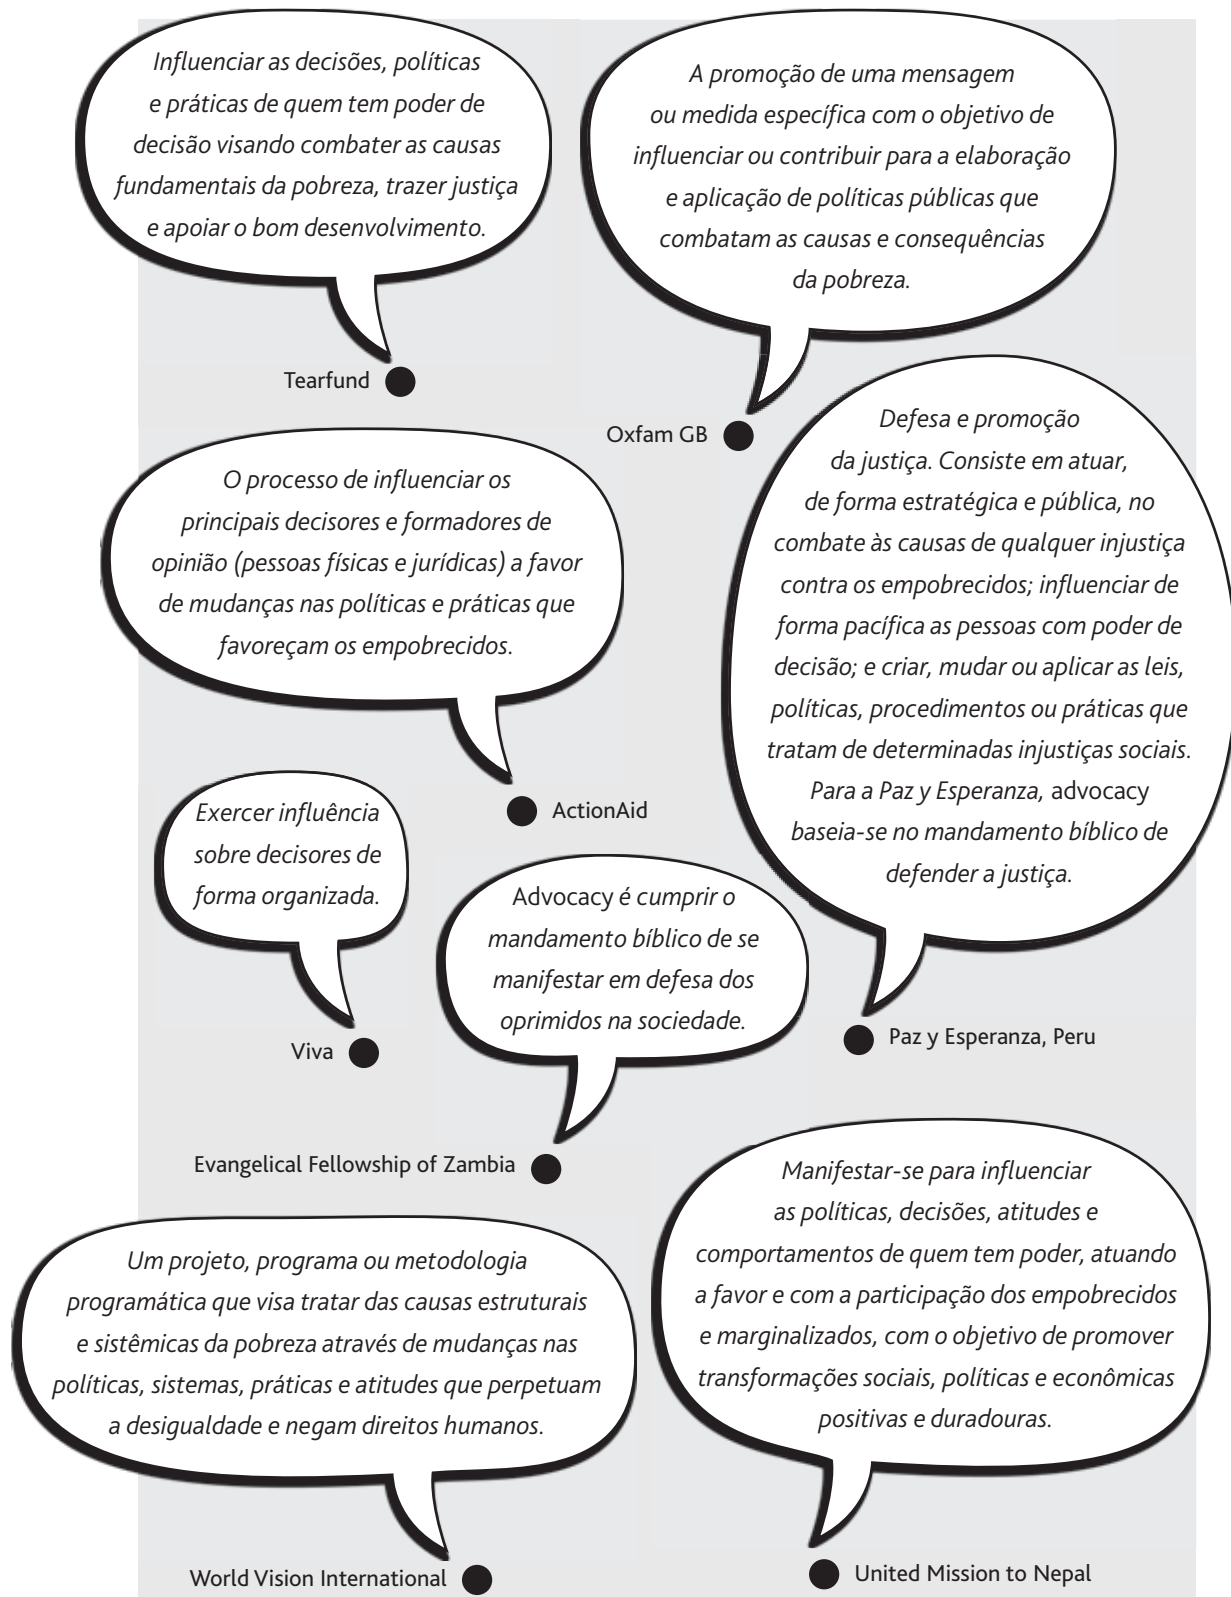 Influenciar as decisões, políticas
e práticas de quem tem poder de
decisão visando combater as causas
fundamentais da pobreza, trazer justiça
e apoiar o bom desenvolvimento.
Tearfund
A promoção de uma mensagem
ou medida específica com o objetivo de
influenciar ou contribuir para a elaboração
e aplicação de políticas públicas que
combatam as causas e consequências
da pobreza.
Oxfam GB
O processo de influenciar os
principais decisores e formadores de
opinião (pessoas físicas e jurídicas) a favor
de mudanças nas políticas e práticas que
favoreçam os empobrecidos.
ActionAid
Defesa e promoção
da justiça. Consiste em atuar,
de forma estratégica e pública, no
combate às causas de qualquer injustiça
contra os empobrecidos; influenciar de
forma pacífica as pessoas com poder de
decisão; e criar, mudar ou aplicar as leis,
políticas, procedimentos ou práticas que
tratam de determinadas injustiças sociais.
Para a Paz y Esperanza, advocacy
baseia-se no mandamento bíblico de
defender a justiça.
Paz y Esperanza, Peru
Exercer influência
sobre decisores de
forma organizada.
Viva
Advocacy é cumprir o
mandamento bíblico de se
manifestar em defesa dos
oprimidos na sociedade.
Evangelical Fellowship of Zambia
Um projeto, programa ou metodologia
programática que visa tratar das causas estruturais
e sistêmicas da pobreza através de mudanças nas
políticas, sistemas, práticas e atitudes que perpetuam
a desigualdade e negam direitos humanos.
World Vision International
Manifestar-se para influenciar
as políticas, decisões, atitudes e
comportamentos de quem tem poder, atuando
a favor e com a participação dos empobrecidos
e marginalizados, com o objetivo de promover
transformações sociais, políticas e econômicas
positivas e duradouras.
United Mission to Nepal